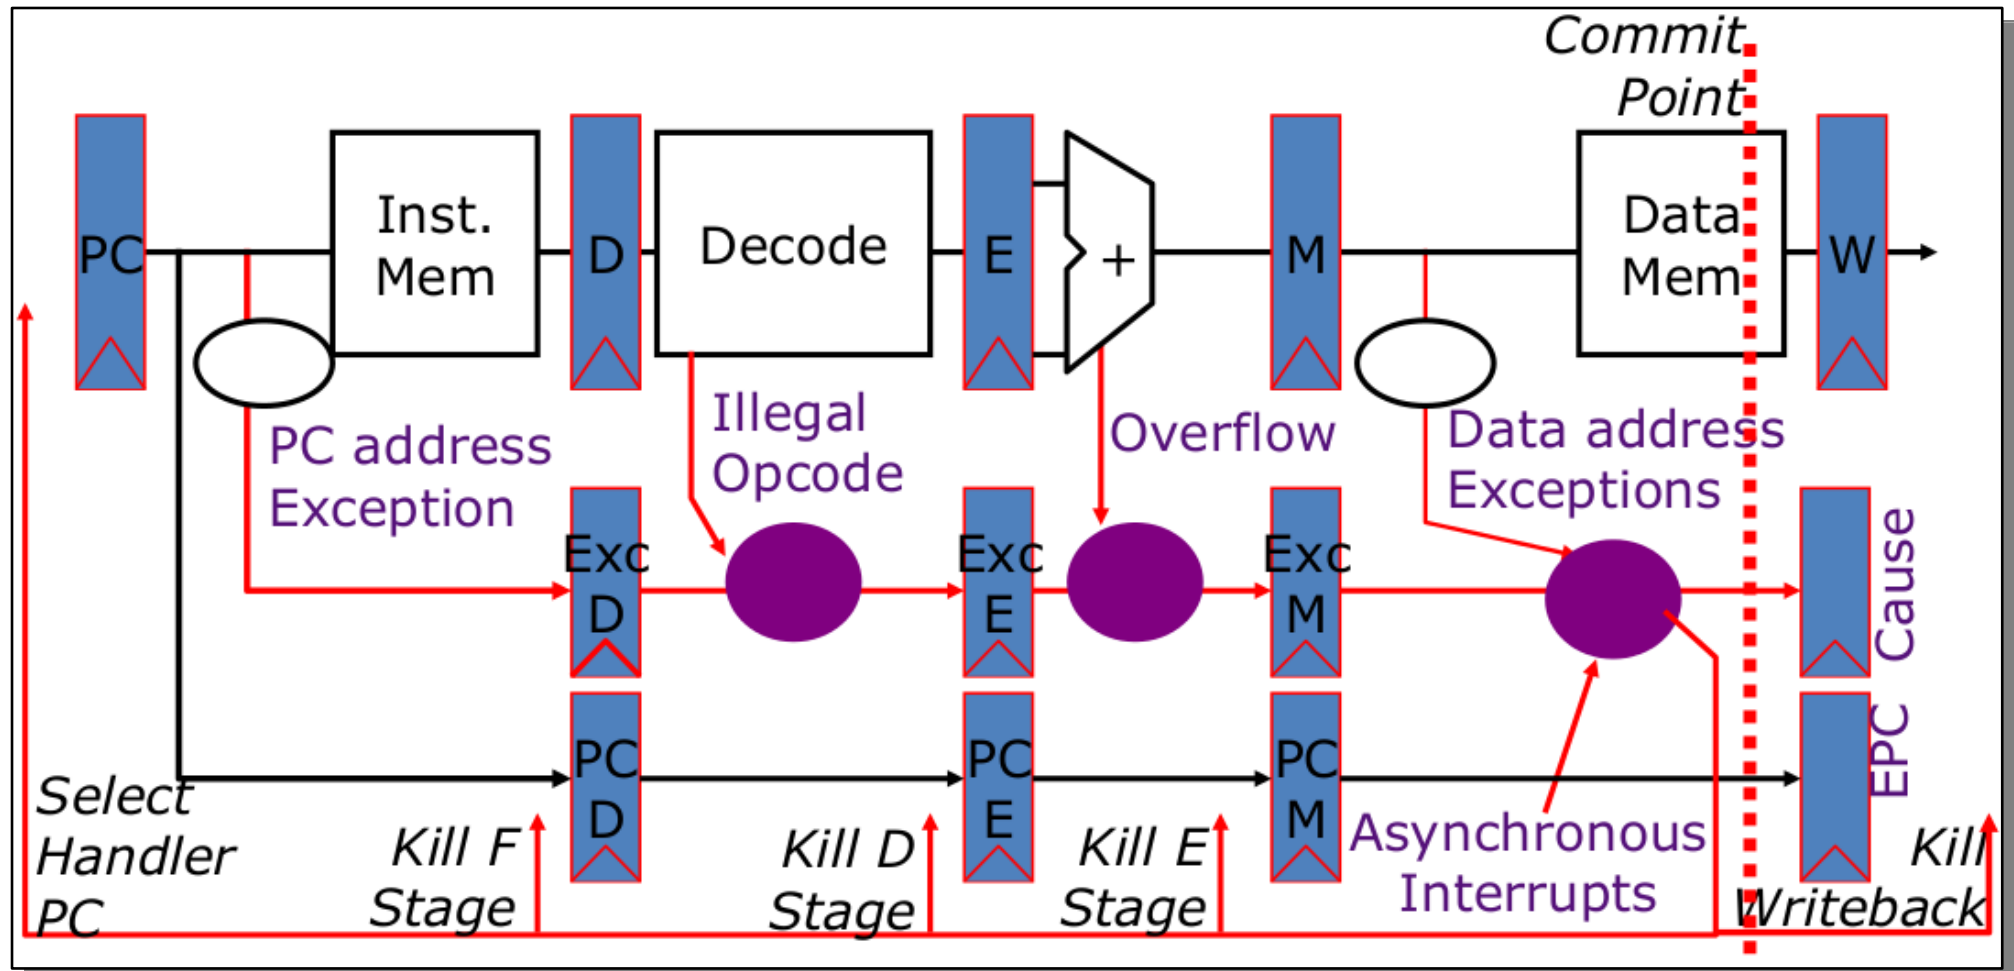 Commit
Point
PC
Inst.
Mem
D
Decode
E
+
M
Data
Mem
W
PC address
Exception
Illegal
Opcode
Overflow
Data address
Exceptions
Exc
D
Exc
E
Exc
M
Cause
PC
D
PC
E
PC
M
EPC
Select
Handler
PC
Kill F
Stage
Kill D
Stage
Kill E
Stage
Asynchronous
Interrupts
Kill
Writeback